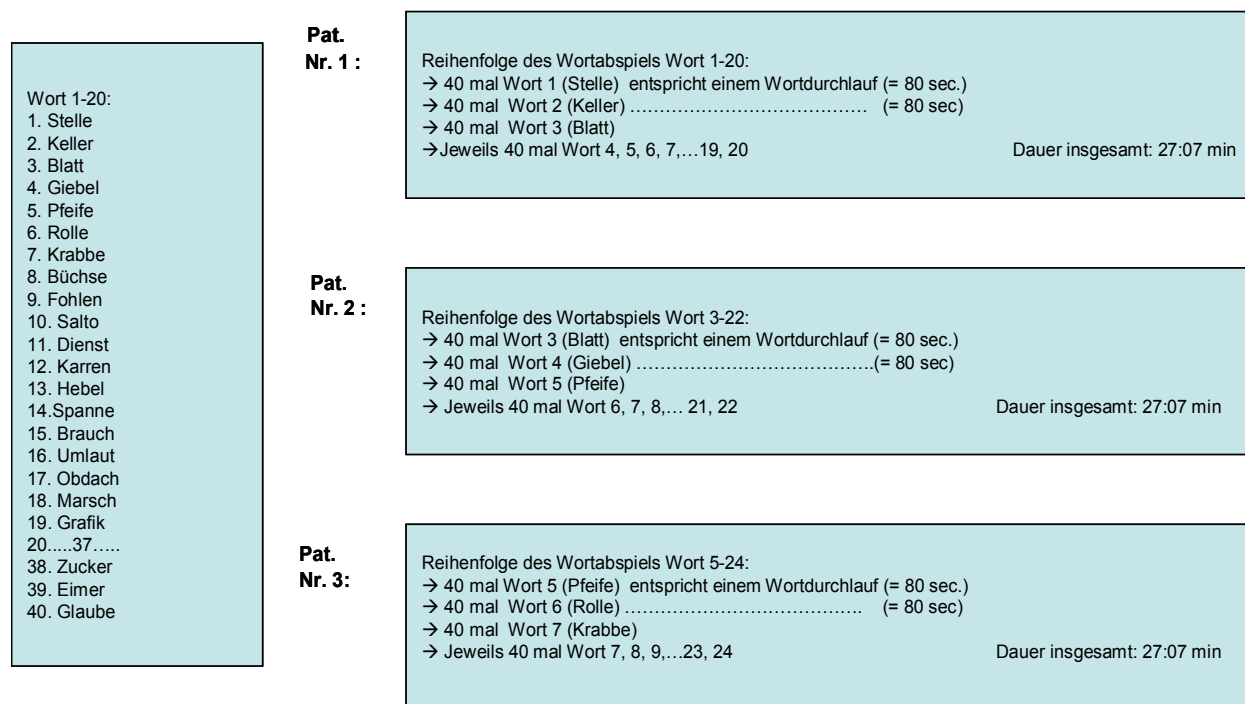 Wort 1-20:
1. Stelle
2. Keller
3. Blatt
4. Giebel
5. Pfeife
6. Rolle
7. Krabbe
8. Büchse
9. Fohlen
10. Salto
11. Dienst
12. Karren
13. Hebel
14.Spanne
15. Brauch
16. Umlaut
17. Obdach
18. Marsch
19. Grafik
20.....37…..
38. Zucker
39. Eimer
40. Glaube
Pat.
Nr. 1 :
Reihenfolge des Wortabspiels Wort 1-20:
→ 40 mal Wort 1 (Stelle) entspricht einem Wortdurchlauf (= 80 sec.)
→ 40 mal Wort 2 (Keller) ………………………………… (= 80 sec)
→ 40 mal Wort 3 (Blatt)
→Jeweils 40 mal Wort 4, 5, 6, 7,…19, 20 Dauer insgesamt: 27:07 min
Pat.
Nr. 2 :
Reihenfolge des Wortabspiels Wort 3-22:
→ 40 mal Wort 3 (Blatt) entspricht einem Wortdurchlauf (= 80 sec.)
→ 40 mal Wort 4 (Giebel) ………………………………….(= 80 sec)
→ 40 mal Wort 5 (Pfeife)
→ Jeweils 40 mal Wort 6, 7, 8,… 21, 22 Dauer insgesamt: 27:07 min
Pat.
Nr. 3:
Reihenfolge des Wortabspiels Wort 5-24:
→ 40 mal Wort 5 (Pfeife) entspricht einem Wortdurchlauf (= 80 sec.)
→ 40 mal Wort 6 (Rolle) …………………………………. (= 80 sec)
→ 40 mal Wort 7 (Krabbe)
→ Jeweils 40 mal Wort 7, 8, 9,…23, 24 Dauer insgesamt: 27:07 min